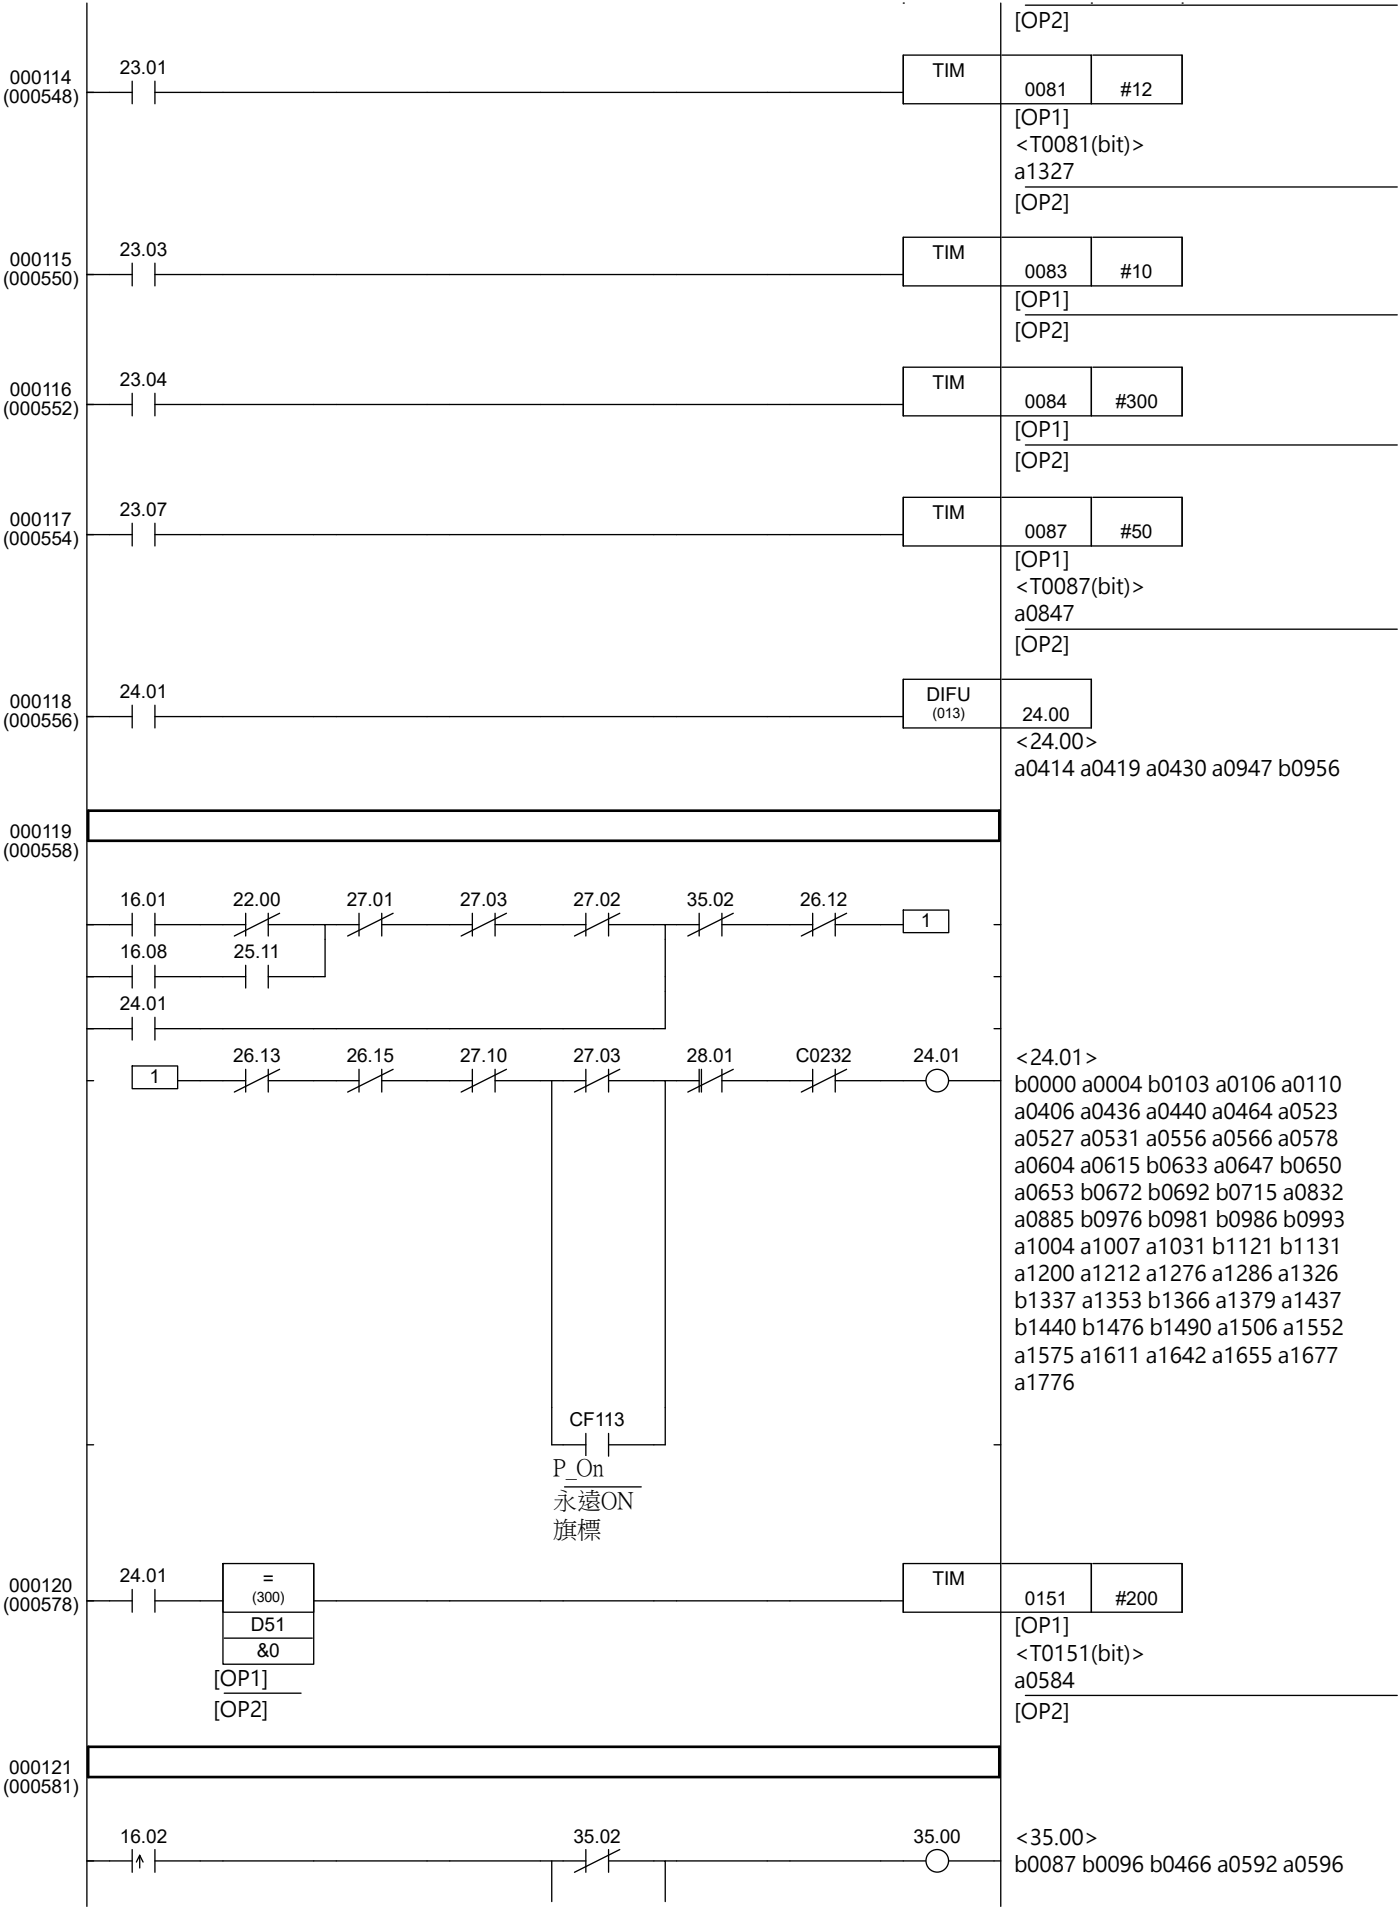 [OP2]
000114
(000548)
23.01
TIM
0081
#12
[OP1]
<T0081(bit)>
a1327
[OP2]
000115
(000550)
23.03
TIM
0083
#10
[OP1]
[OP2]
000116
(000552)
23.04
TIM
0084
#300
[OP1]
[OP2]
000117
(000554)
23.07
TIM
0087
#50
[OP1]
<T0087(bit)>
a0847
[OP2]
000118
(000556)
24.01
DIFU
(013)
24.00
<24.00>
a0414 a0419 a0430 a0947 b0956
000119
(000558)
16.01 22.00 27.01 27.03 27.02 35.02 26.12
1
16.08 25.11
24.01
1
26.13 26.15 27.10 27.03 28.01 C0232 24.01
<24.01>
b0000 a0004 b0103 a0106 a0110
a0406 a0436 a0440 a0464 a0523
a0527 a0531 a0556 a0566 a0578
a0604 a0615 b0633 a0647 b0650
a0653 b0672 b0692 b0715 a0832
a0885 b0976 b0981 b0986 b0993
a1004 a1007 a1031 b1121 b1131
a1200 a1212 a1276 a1286 a1326
b1337 a1353 b1366 a1379 a1437
b1440 b1476 b1490 a1506 a1552
a1575 a1611 a1642 a1655 a1677
a1776
CF113
P_On
永遠ON
旗標
000120
(000578)
24.01
=
(300)
D51
&0
[OP1]
[OP2]
TIM
0151
#200
[OP1]
<T0151(bit)>
a0584
[OP2]
000121
(000581)
16.02 35.02 35.00
<35.00>
b0087 b0096 b0466 a0592 a0596